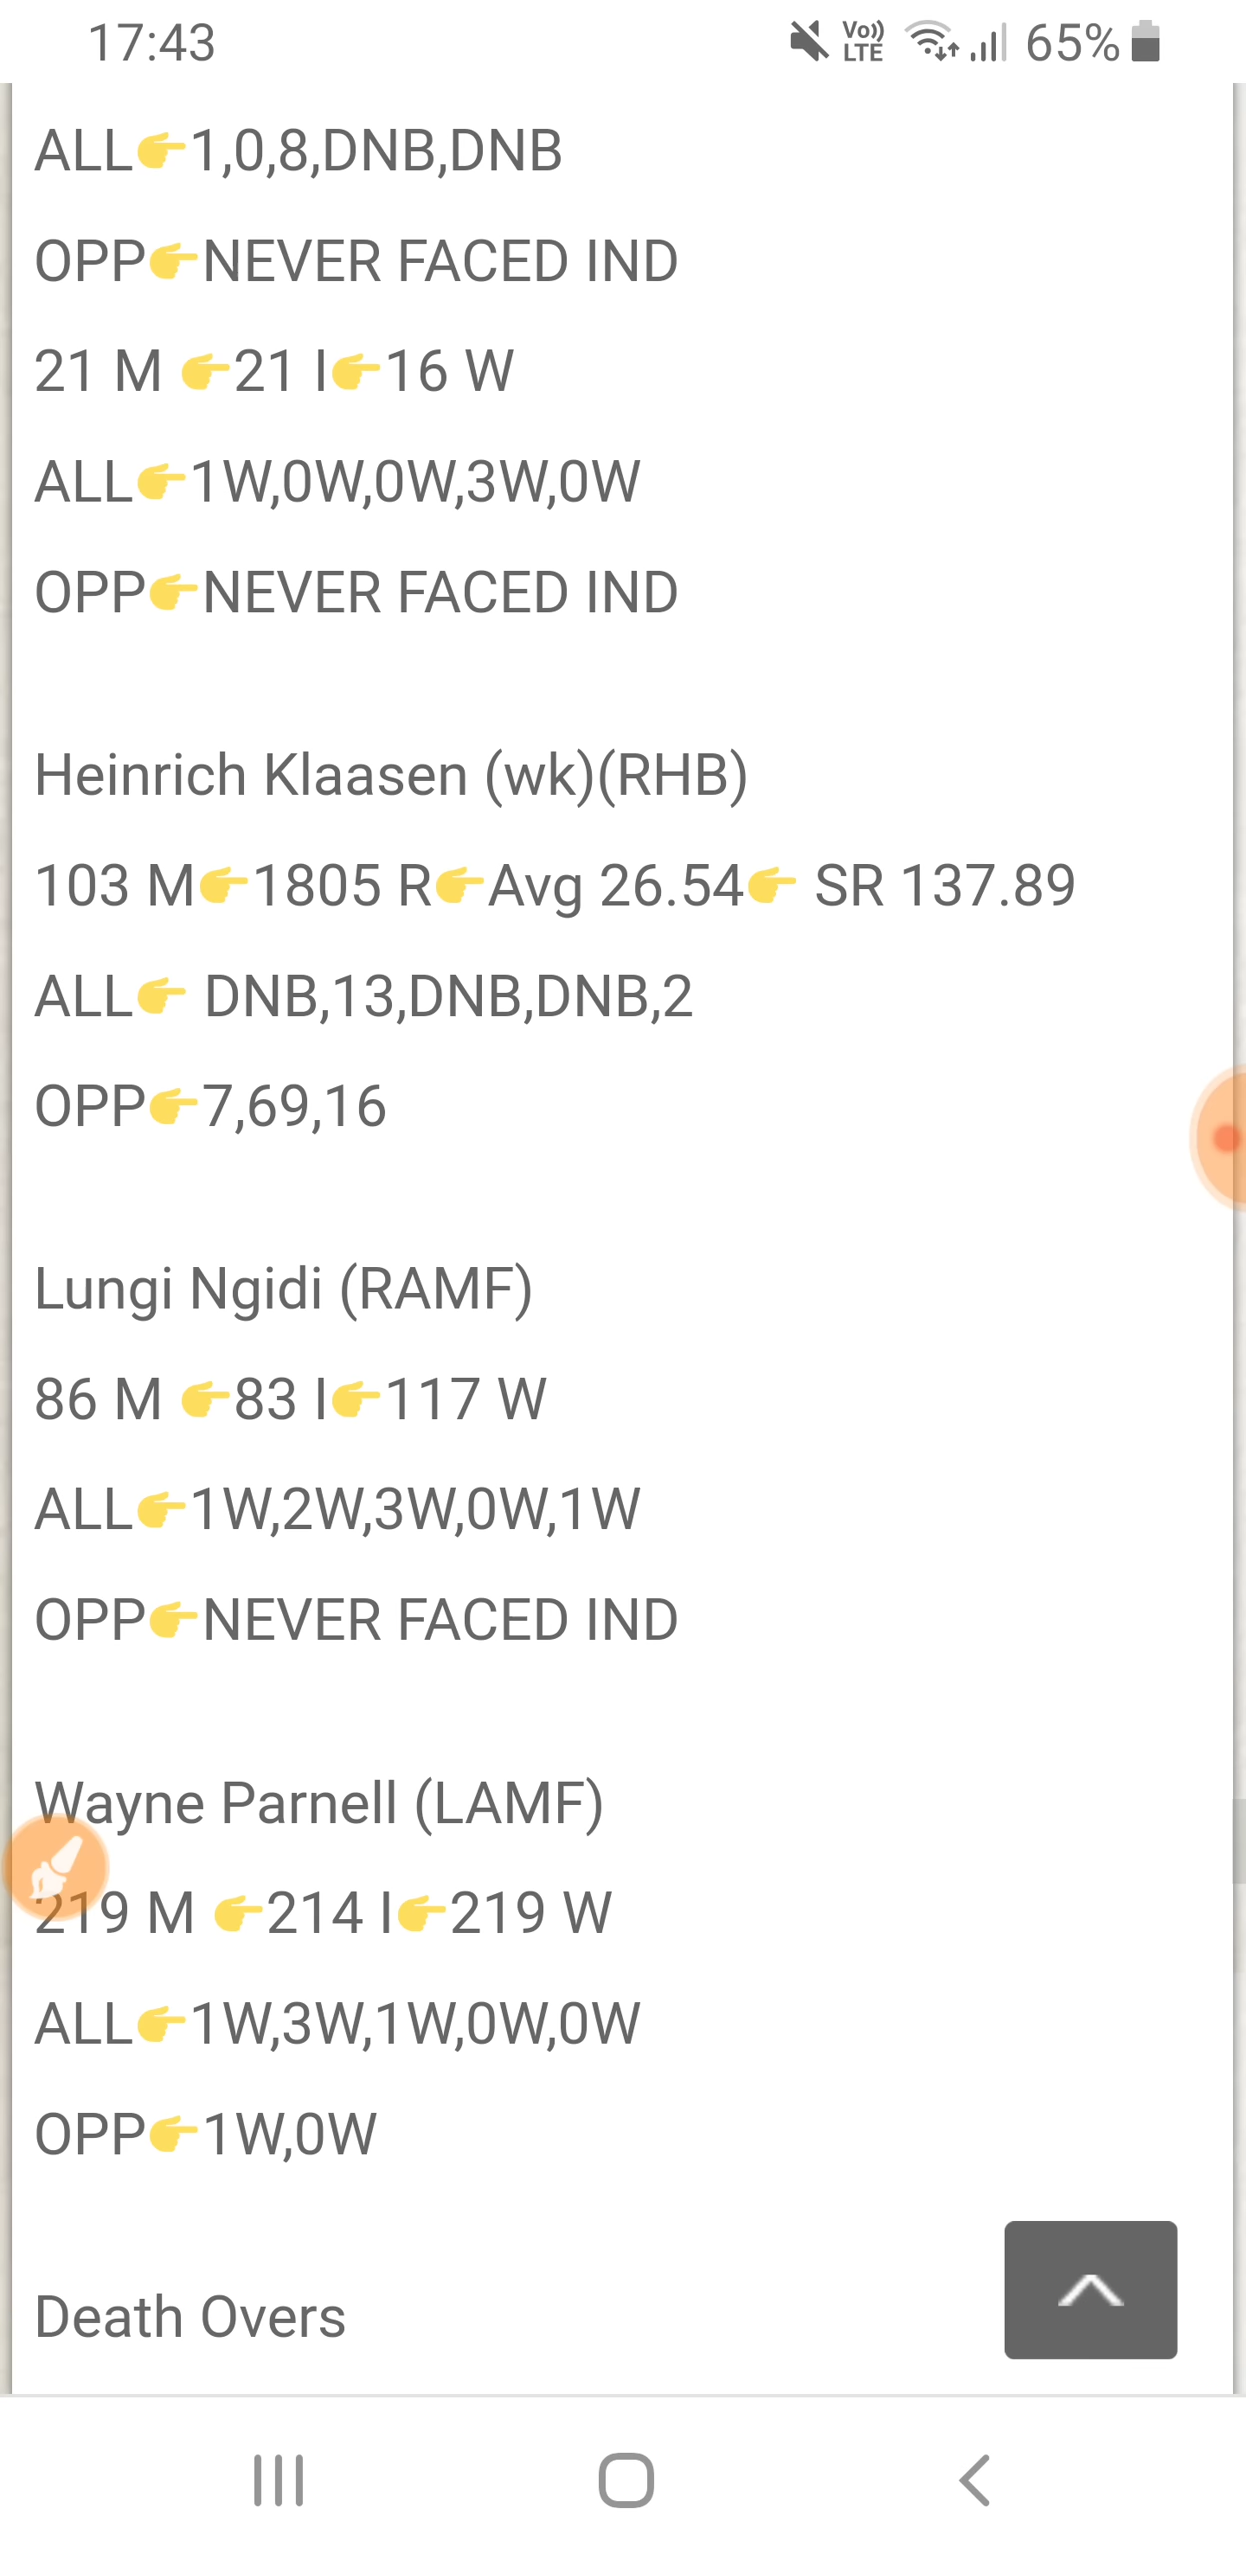 17:43
Vo)) LTE 65%
ALL👉1,0,8,DNB,DNB
OPP👉NEVER FACED IND
21 M 👉21 I👉16 W
ALL👉1W,0W,0W,3W,0W
OPP👉NEVER FACED IND
Heinrich Klaasen (wk)(RHB)
103 M👉1805 R👉Avg 26.54👉 SR 137.89
ALL👉 DNB,13,DNB,DNB,2
OPP👉7,69,16
Lungi Ngidi (RAMF)
86 M 👉83 I👉117 W
ALL👉1W,2W,3W,0W,1W
OPP👉NEVER FACED IND
Wayne Parnell (LAMF)
219 M 👉214 I👉219 W
ALL👉1W,3W,1W,0W,0W
OPP👉1W,0W
Death Overs